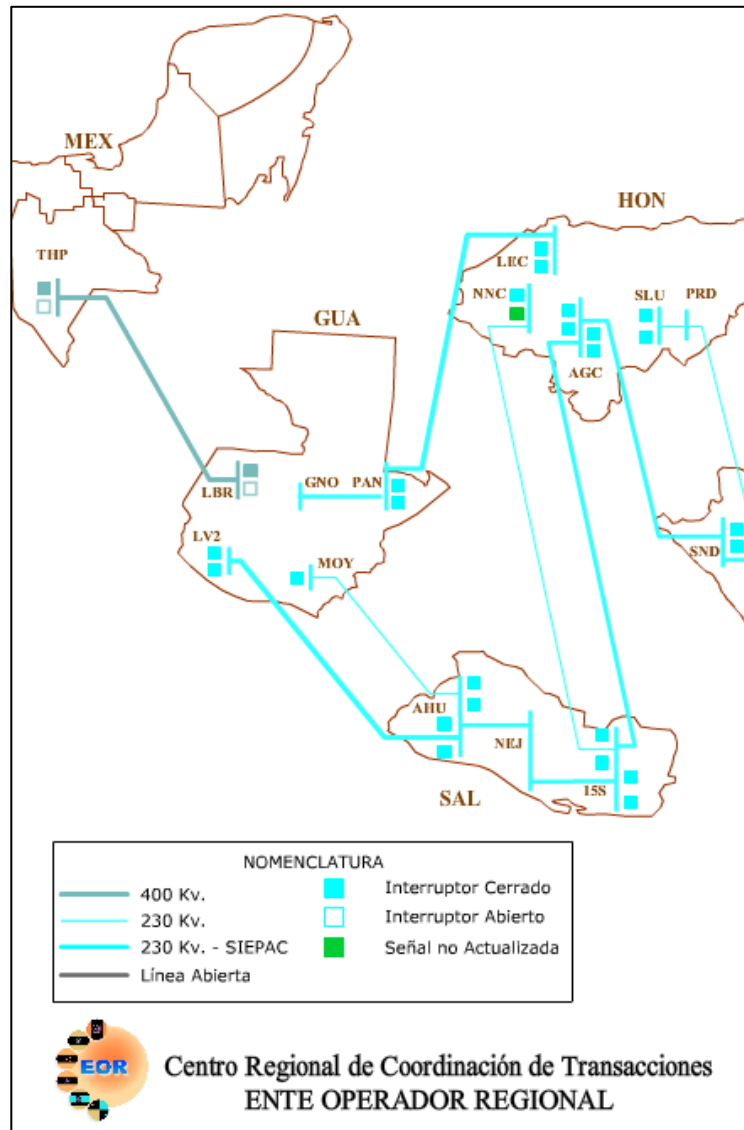 MEX
HON
THP
LEC
NNC
SLU
PRD
GUA
AGC
LBR
GNO
PAN
LV2
MOY
SND
AHU
NEJ
15S
SAL
NOMENCLATURA
400 Kv.
Interruptor Cerrado
230 Kv.
Interruptor Abierto
230 Kv. - SIEPAC
Señal no Actualizada
Línea Abierta
EOR
Centro Regional de Coordinación de Transacciones
ENTE OPERADOR REGIONAL